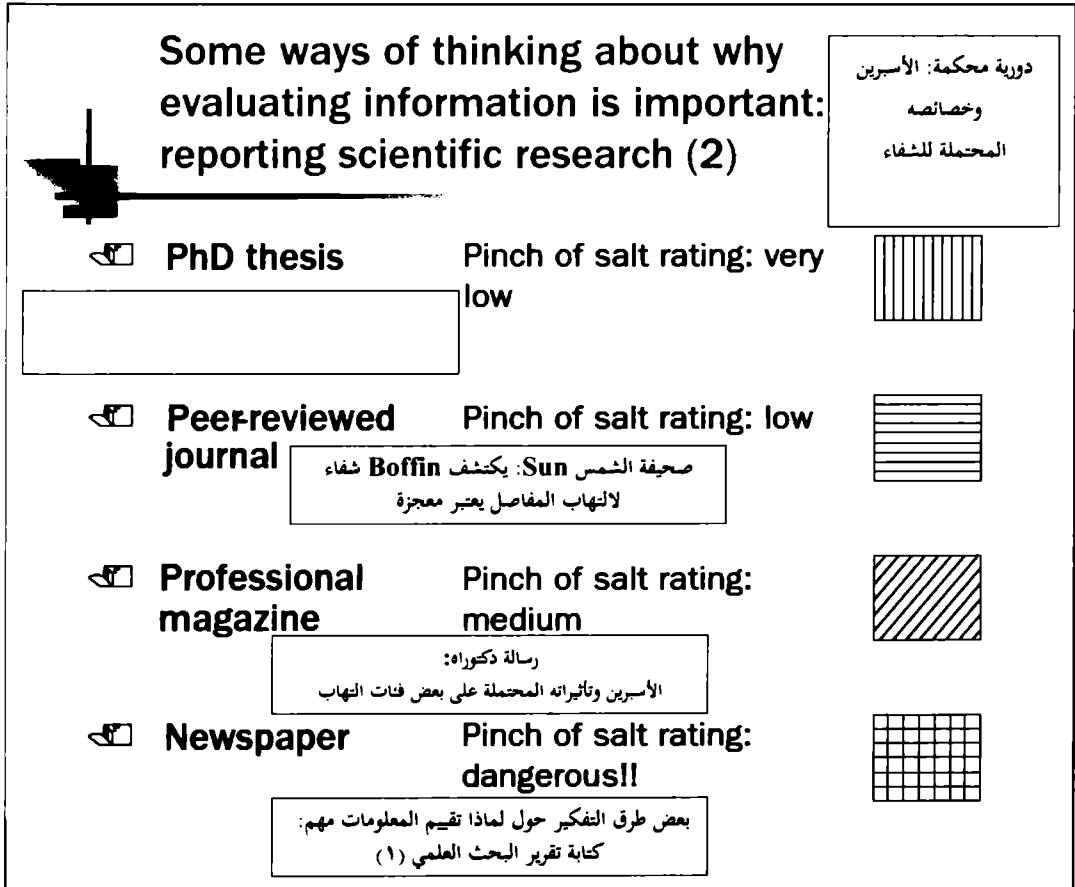 Some ways of thinking about why
evaluating information is important:
reporting scientific research (2)
دورية محكمة: الأسبرين
وخصائصه
المحتملة للشفاء
PhD thesis
Pinch of salt rating: very
low
Peer-reviewed
journal
Pinch of salt rating: low
صحيفة الشمس Sun: يكتشف Boffin شفاء
لالتهاب المفاصل يعتبر معجزة
Professional
magazine
Pinch of salt rating:
medium
رسالة دكتوراه:
الأسبرين وتأثيراته المحتملة على بعض فئات التهاب
Newspaper
Pinch of salt rating:
dangerous!!
بعض طرق التفكير حول لماذا تقييم المعلومات مهم:
كتابة تقرير البحث العلمي (١)